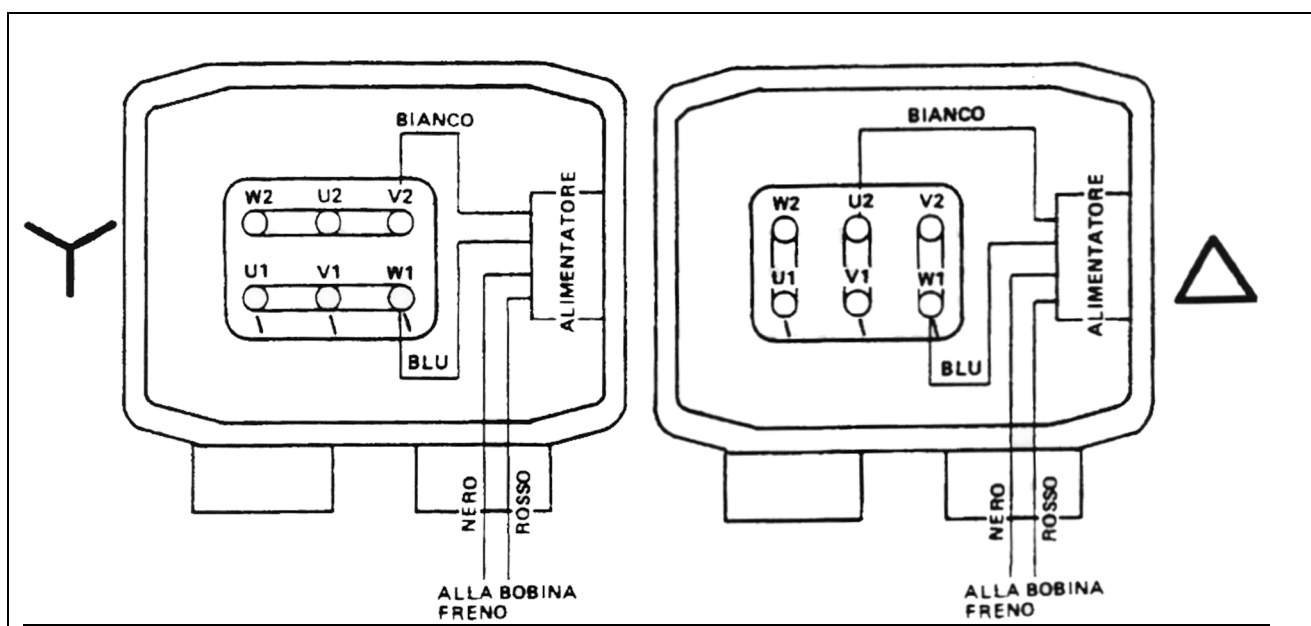 BIANCO
W2 U2 V2
U1 V1 W1
BLU
ALIMENTATORE
NERO
ROSSO
ALLA BOBINA
FRENO
BIANCO
W2 U2 V2
U1 V1 W1
BLU
ALIMENTATORE
NERO
ROSSO
ALLA BOBINA
FRENO